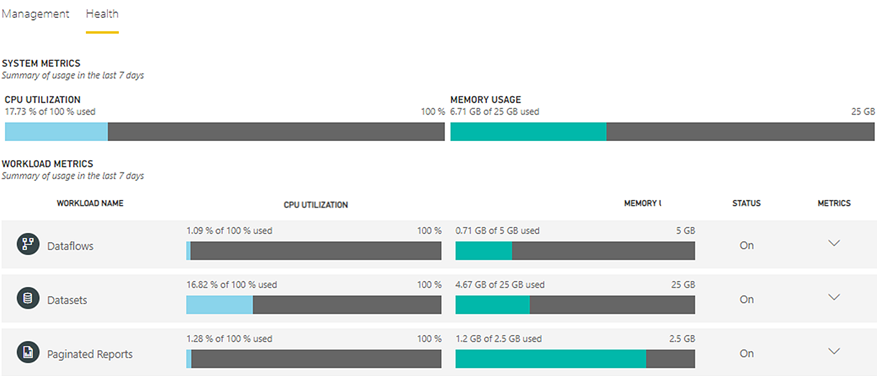 Management Health
SYSTEM METRICS
Summary of usage in the last 7 days
CPU UTILIZATION MEMORY USAGE
17.73 % of 100 % used 100 % 6.71 GB of 25 GB used 25 GB
WORKLOAD METRICS
Summary of usage in the last 7 days
WORKLOAD NAME CPU UTILIZATION MEMORY STATUS METRICS
1.09 % of 100 % used 100 % 0.71 GB of 5 GB used 5 GB
Dataflows On
16.82 % of 100 % used 100 % 4.67 GB of 25 GB used 25 GB
Datasets On
1.28 % of 100 % used 100 % 1.2 GB of 2.5 GB used 2.5 GB
Paginated Reports On